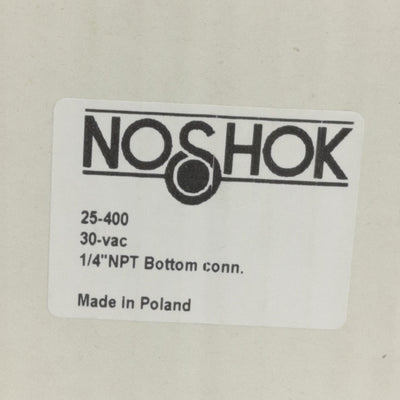 NOSHOK
25-400
30-vac
1/4"NPT Bottom conn.
Made in Poland